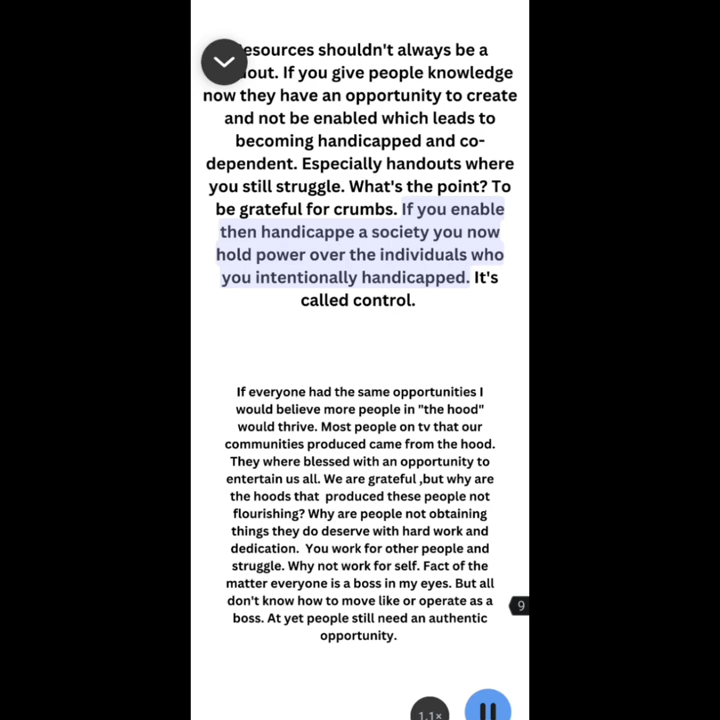 esources shouldn't always be a
out. If you give people knowledge
now they have an opportunity to create
and not be enabled which leads to
becoming handicapped and co-
dependent. Especially handouts where
you still struggle. What's the point? To
be grateful for crumbs. If you enable
then handicappe a society you now
hold power over the individuals who
you intentionally handicapped. It's
called control.
If everyone had the same opportunities I
would believe more people in "the hood"
would thrive. Most people on tv that our
communities produced came from the hood.
They where blessed with an opportunity to
entertain us all. We are grateful ,but why are
the hoods that produced these people not
flourishing? Why are people not obtaining
things they do deserve with hard work and
dedication. You work for other people and
struggle. Why not work for self. Fact of the
matter everyone is a boss in my eyes. But all
don't know how to move like or operate as a
boss. At yet people still need an authentic
opportunity.
9
1.1×